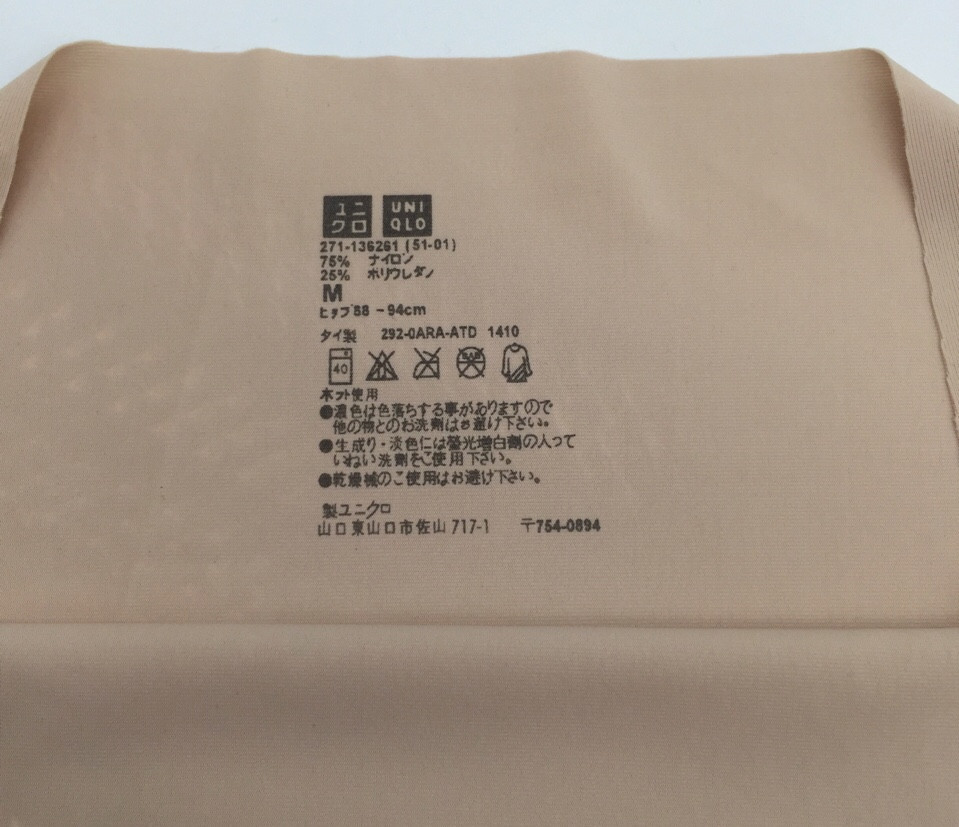 ユニクロ UNIQLO
271-136261 (51-01)
75% ナイロン
25% ポリウレタン
M
ヒップ 88 ~ 94cm
タイ製 292-0ARA-ATD 1410
40
ネット使用
●濃色は色落ちする事がありますので
他の物とのお洗剤はお避け下さい。
●生成り・淡色には螢光増白剤の入って
いねい洗剤をご使用下さい。
●乾燥械のご使用はお避け下さい。
製ユニクロ
山口東山口市佐山 717-1 〒754-0894